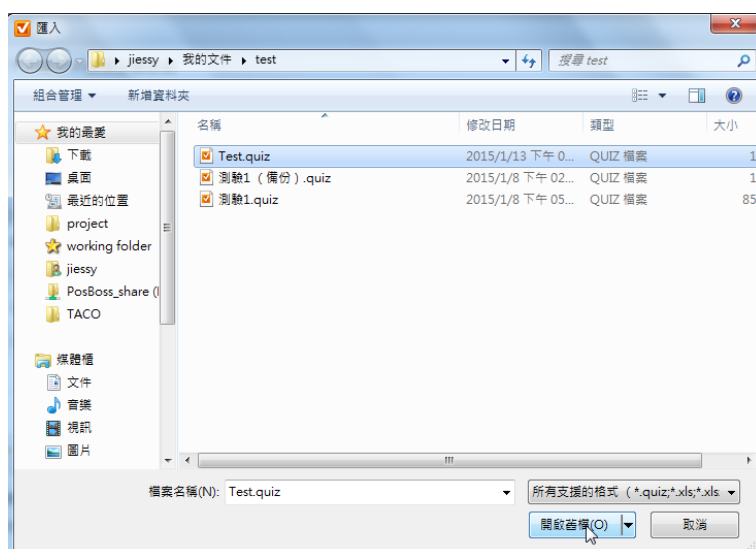 匯入
jiessy 我的文件 test 搜尋 test
組合管理 新增資料夾
名稱 修改日期 類型 大小
Test.quiz 2015/1/13 下午 0... QUIZ 檔案 1
測驗1 （備份）.quiz 2015/1/8 下午 02... QUIZ 檔案 1
測驗1.quiz 2015/1/8 下午 05... QUIZ 檔案 85
我的最愛
下載
桌面
最近的位置
project
working folder
jiessy
PosBoss_share (I
TACO
媒體櫃
文件
音樂
視訊
圖片
檔案名稱(N): Test.quiz 所有支援的格式 (*.quiz;*.xls;*.xls
開啟舊檔(O) 取消